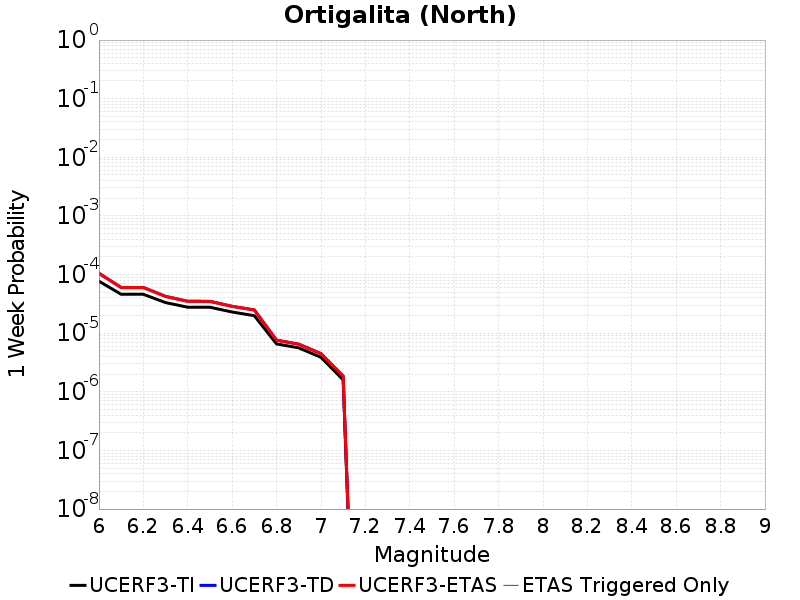 Ortigalita (North)
1 Week Probability
10^0
10^-1
10^-2
10^-3
10^-4
10^-5
10^-6
10^-7
10^-8
6 6.2 6.4 6.6 6.8 7 7.2 7.4 7.6 7.8 8 8.2 8.4 8.6 8.8 9
Magnitude
UCERF3-TI UCERF3-TD UCERF3-ETAS ETAS Triggered Only